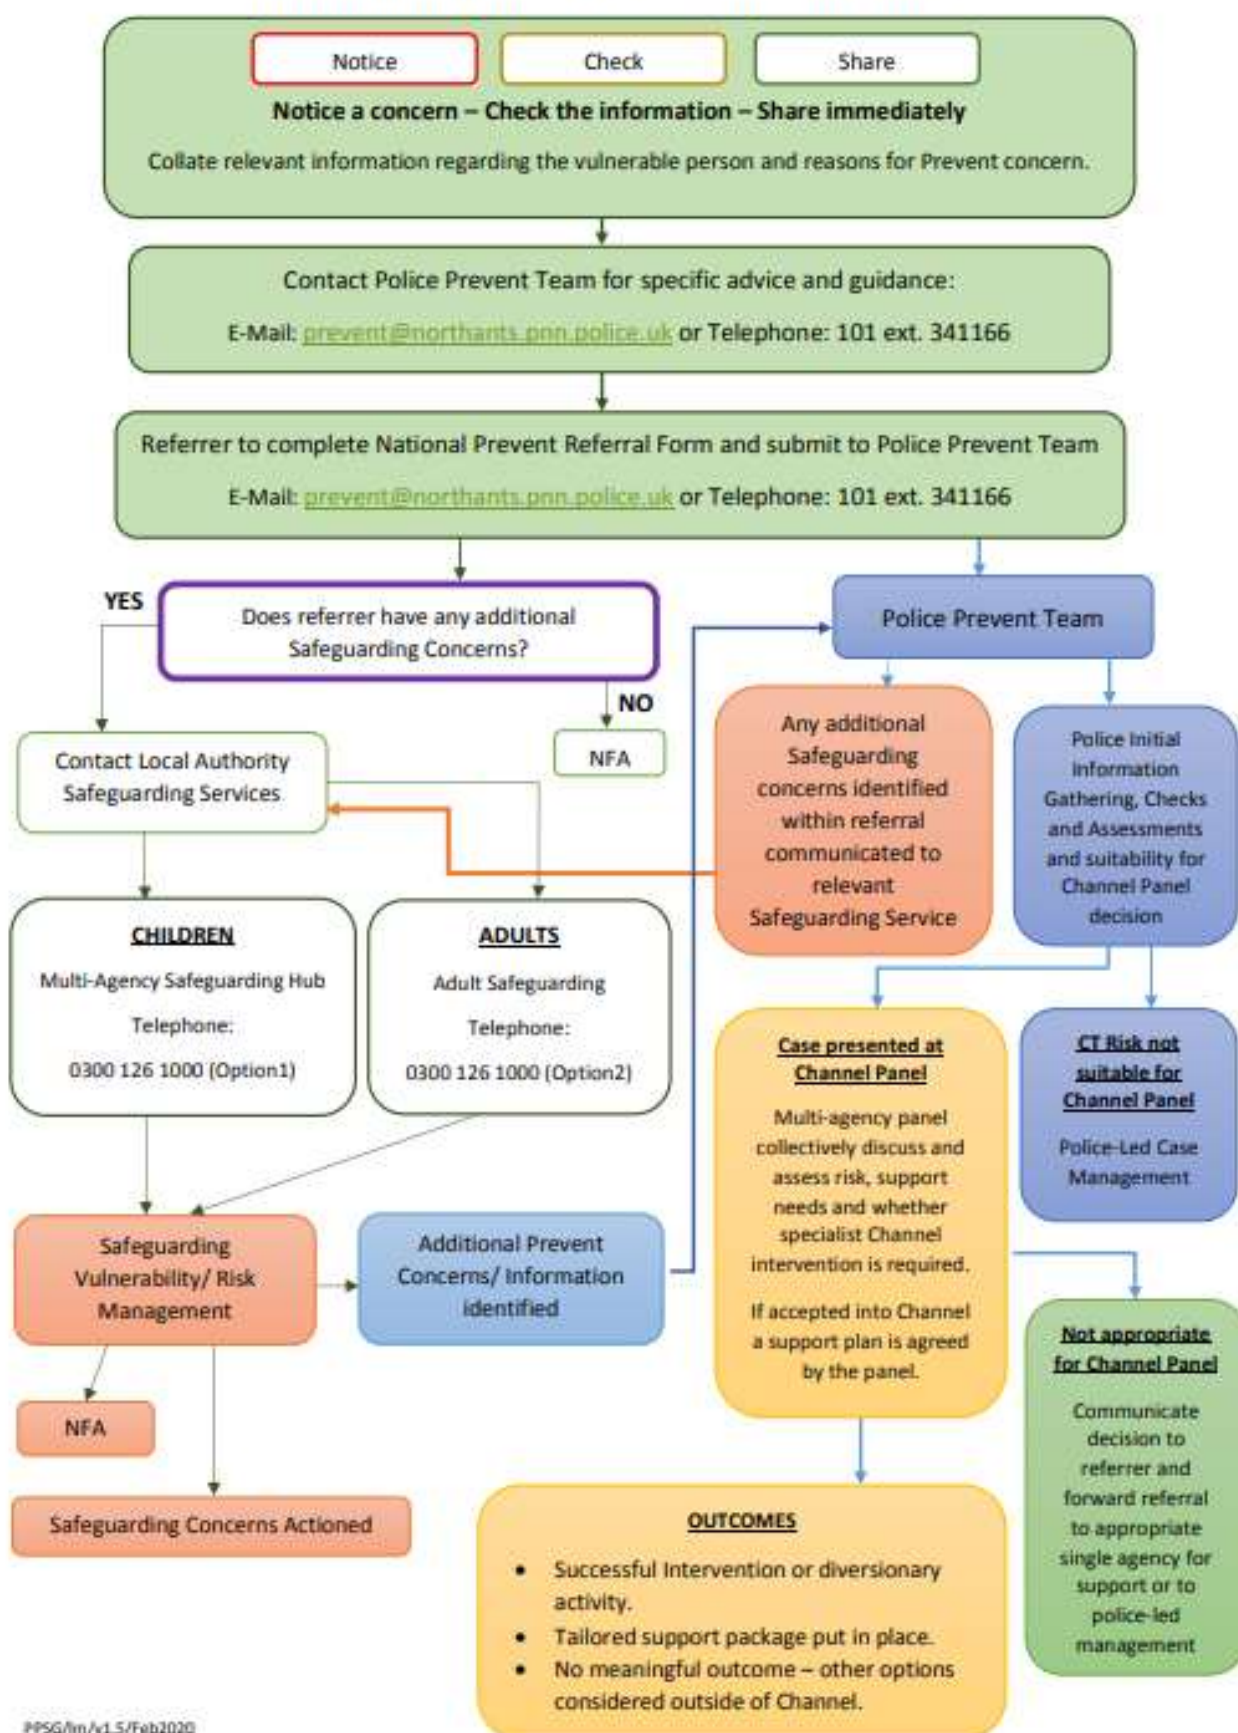 Notice
Check
Share
Notice a concern – Check the information – Share immediately
Collate relevant information regarding the vulnerable person and reasons for Prevent concern.
Contact Police Prevent Team for specific advice and guidance:
E-Mail: prevent@northants.pnn.police.uk or Telephone: 101 ext. 341166
Referrer to complete National Prevent Referral Form and submit to Police Prevent Team
E-Mail: prevent@northants.pnn.police.uk or Telephone: 101 ext. 341166
YES
Does referrer have any additional
Safeguarding Concerns?
NO
NFA
Police Prevent Team
Contact Local Authority
Safeguarding Services
Any additional
Safeguarding
concerns identified
within referral
communicated to
relevant
Safeguarding Service
Police Initial
Information
Gathering, Checks
and Assessments
and suitability for
Channel Panel
decision
CHILDREN
Multi-Agency Safeguarding Hub
Telephone:
0300 126 1000 (Option1)
ADULTS
Adult Safeguarding
Telephone:
0300 126 1000 (Option2)
Case presented at
Channel Panel
Multi-agency panel
collectively discuss and
assess risk, support
needs and whether
specialist Channel
intervention is required.
If accepted into Channel
a support plan is agreed
by the panel.
CT Risk not
suitable for
Channel Panel
Police-Led Case
Management
Safeguarding
Vulnerability/ Risk
Management
Additional Prevent
Concerns/ Information
identified
Not appropriate
for Channel Panel
Communicate
decision to
referrer and
forward referral
to appropriate
single agency for
support or to
police-led
management
NFA
Safeguarding Concerns Actioned
OUTCOMES
• Successful Intervention or diversionary
activity.
• Tailored support package put in place.
• No meaningful outcome – other options
considered outside of Channel.
PPSG/lm/v1.5/Feb2020